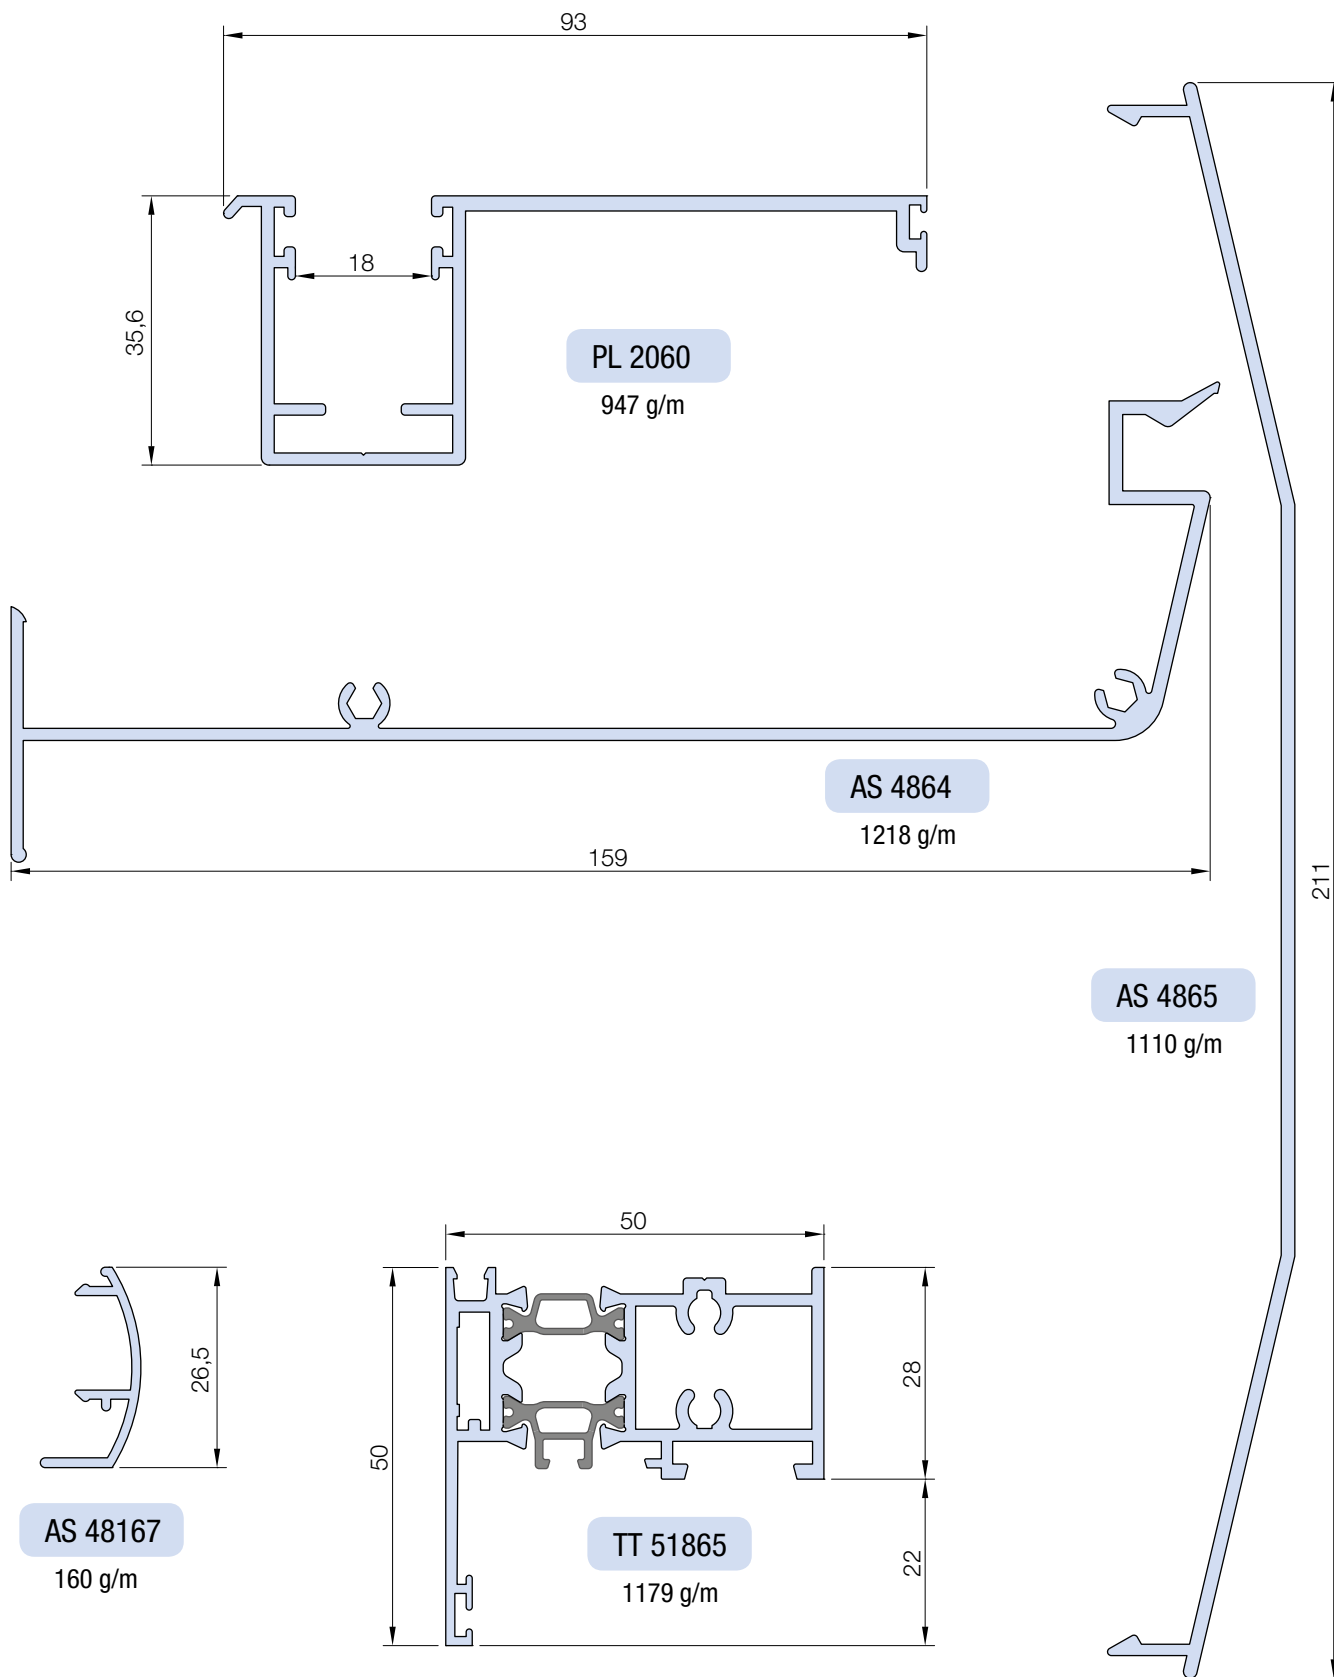 93
18
35,6
PL 2060
947 g/m
AS 4864
1218 g/m
159
211
AS 4865
1110 g/m
50
26,5
28
50
AS 48167
160 g/m
TT 51865
1179 g/m
22